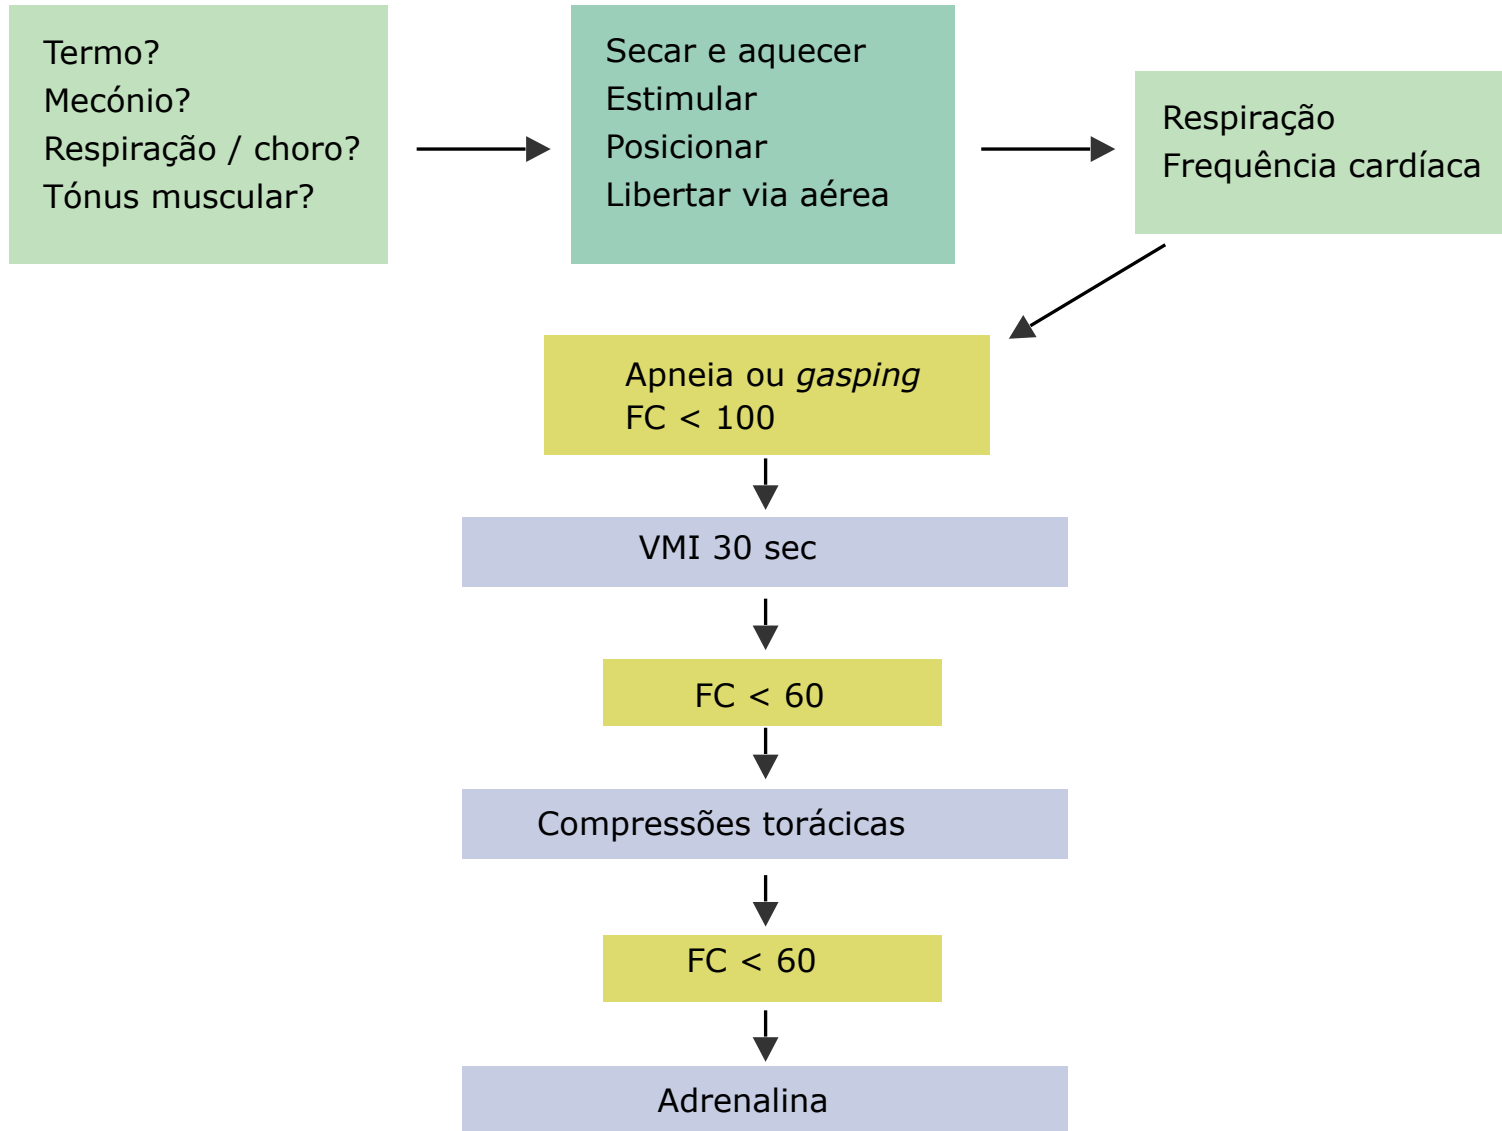 Termo?
Mecónio?
Respiração / choro?
Tónus muscular?
Secar e aquecer
Estimular
Posicionar
Libertar via aérea
Respiração
Frequência cardíaca
Apneia ou gasping
FC < 100
VMI 30 sec
FC < 60
Compressões torácicas
FC < 60
Adrenalina